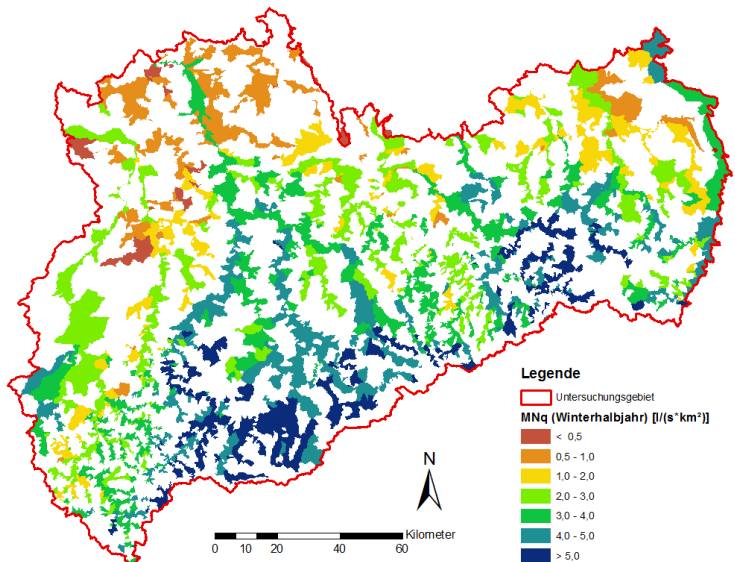 Legende
Untersuchungsgebiet
MNq (Winterhalbjahr) [l/(s*km²)]
< 0,5
0,5 - 1,0
1,0 - 2,0
2,0 - 3,0
3,0 - 4,0
4,0 - 5,0
> 5,0
N
Kilometer
0 10 20 40 60